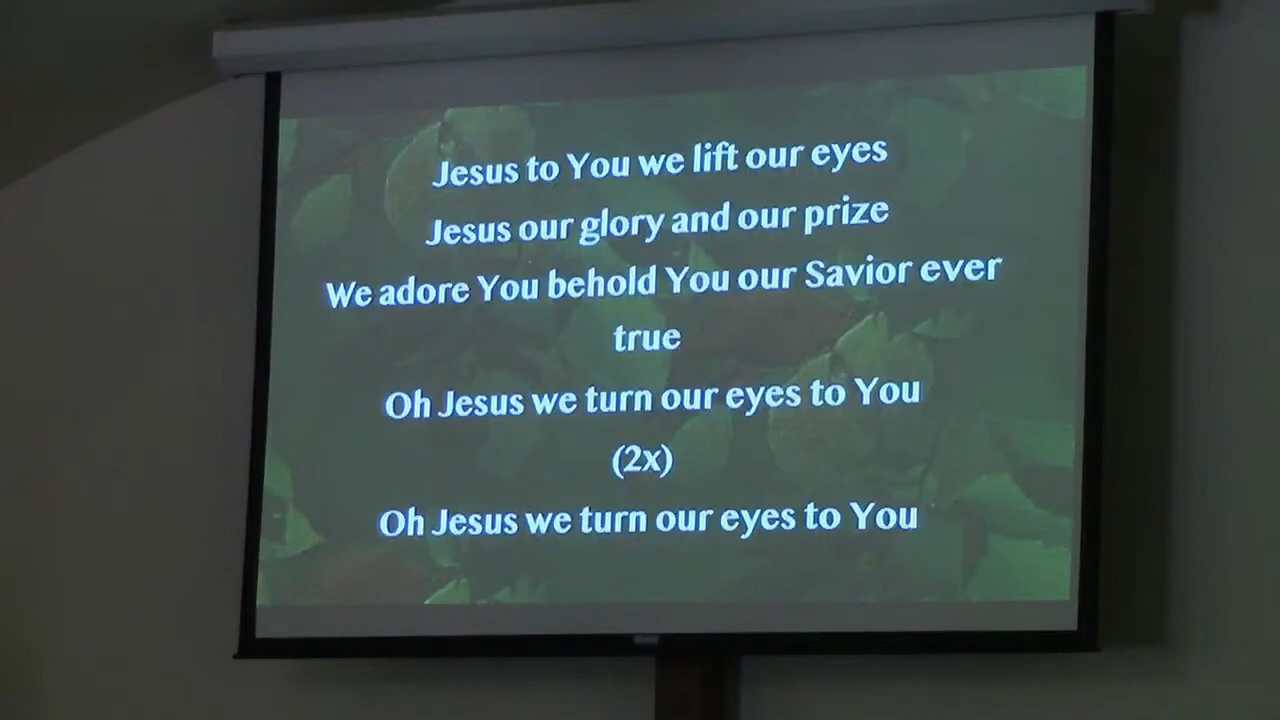 Jesus to You we lift our eyes
Jesus our glory and our prize
We adore You behold You our Savior ever
true
Oh Jesus we turn our eyes to You
(2x)
Oh Jesus we turn our eyes to You